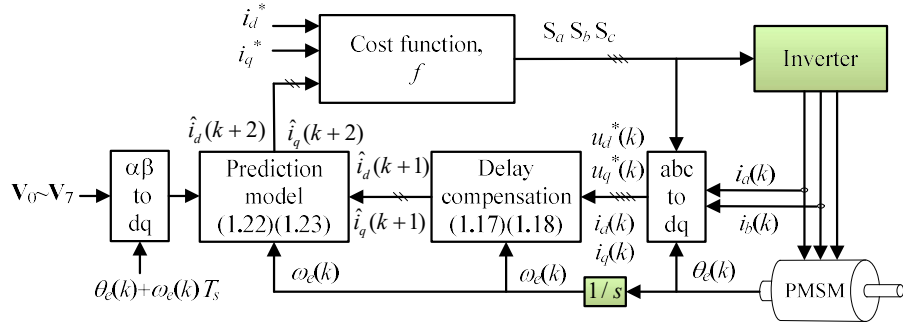 i_d^*
i_q^*
Cost function,
f
S_a S_b S_c
Inverter
î_d(k+2)
î_q(k+2)
u_d^*(k)
u_q^*(k)
V_0~V_7
αβ
to
dq
Prediction
model
(1.22)(1.23)
î_d(k+1)
î_q(k+1)
Delay
compensation
(1.17)(1.18)
i_d(k)
i_q(k)
abc
to
dq
i_a(k)
i_b(k)
θ_e(k)+ω_e(k)T_s
ω_e(k)
ω_e(k)
1/s
θ_e(k)
PMSM